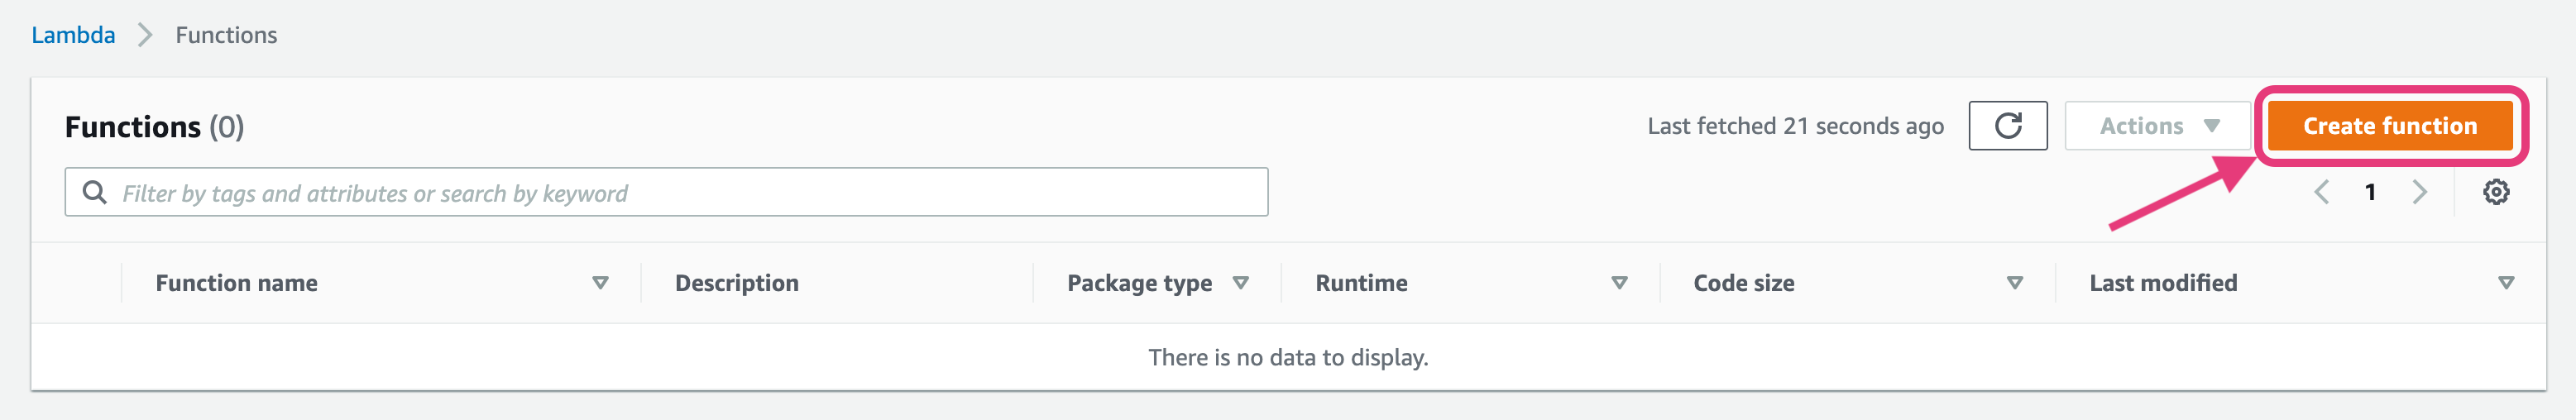 Lambda > Functions
Functions (0)
Last fetched 21 seconds ago
Actions
Create function
Filter by tags and attributes or search by keyword
1
Function name Description Package type Runtime Code size Last modified
There is no data to display.